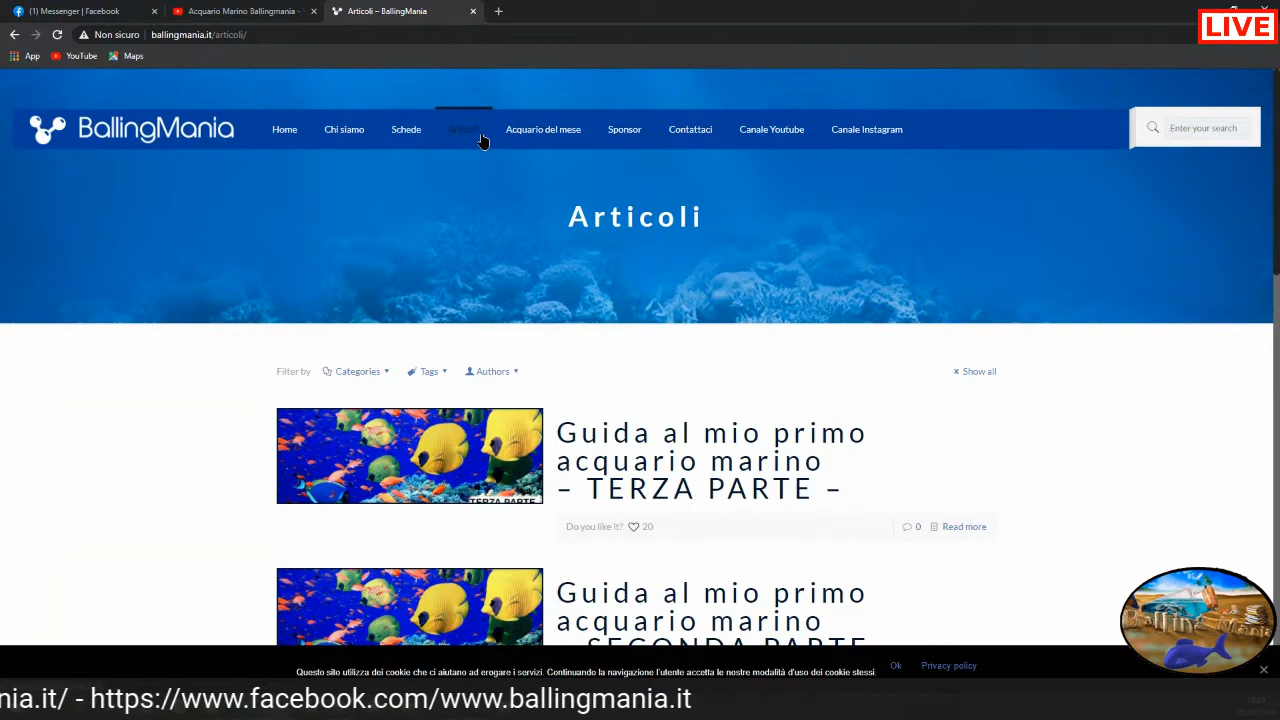 (1) Messenger | Facebook
Acquario Marino Ballingmania -
Articoli – BallingMania
LIVE
Non sicuro
ballingmania.it/articoli/
App
YouTube
Maps
BallingMania
Home
Chi siamo
Schede
Articoli
Acquario del mese
Sponsor
Contattaci
Canale Youtube
Canale Instagram
Enter your search
Articoli
Filter by
Categories
Tags
Authors
Show all
TERZA PARTE
Guida al mio primo
acquario marino
– TERZA PARTE –
Do you like it?
20
0
Read more
Guida al mio primo
acquario marino
SECONDA PARTE
Balling Mania
Questo sito utilizza dei cookie che ci aiutano ad erogare i servizi. Continuando la navigazione l'utente accetta le nostre modalità d'uso dei cookie stessi.
Ok
Privacy policy
nia.it/ - https://www.facebook.com/www.ballingmania.it